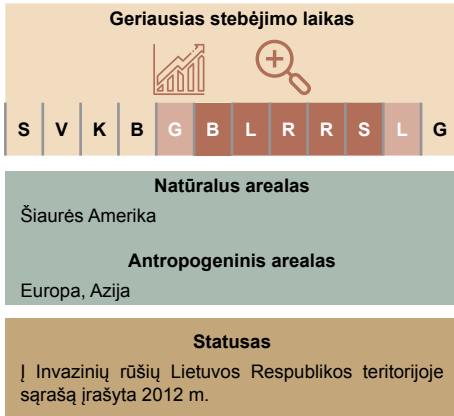 Geriausias stebėjimo laikas
S V K B G B L R R S L G
Natūralus arealas
Šiaurės Amerika
Antropogeninis arealas
Europa, Azija
Statusas
Į Invazinių rūšių Lietuvos Respublikos teritorijoje
sąrašą įrašyta 2012 m.